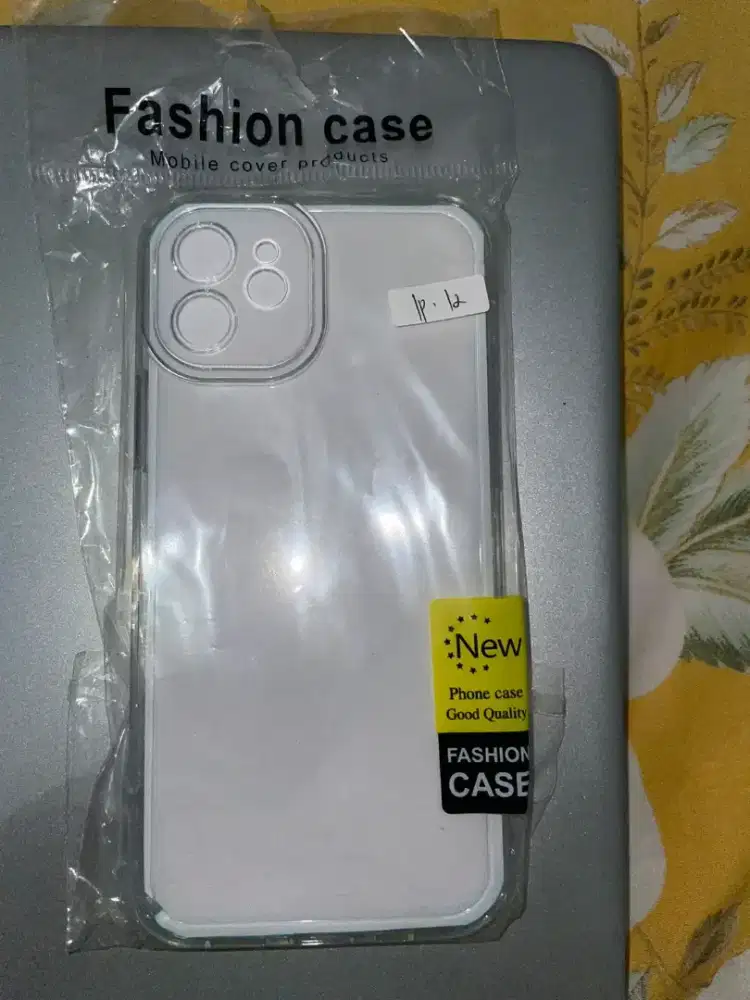 Fashion case
Mobile cover products
Ip. 12
New
Phone case
Good Quality
FASHION
CASE